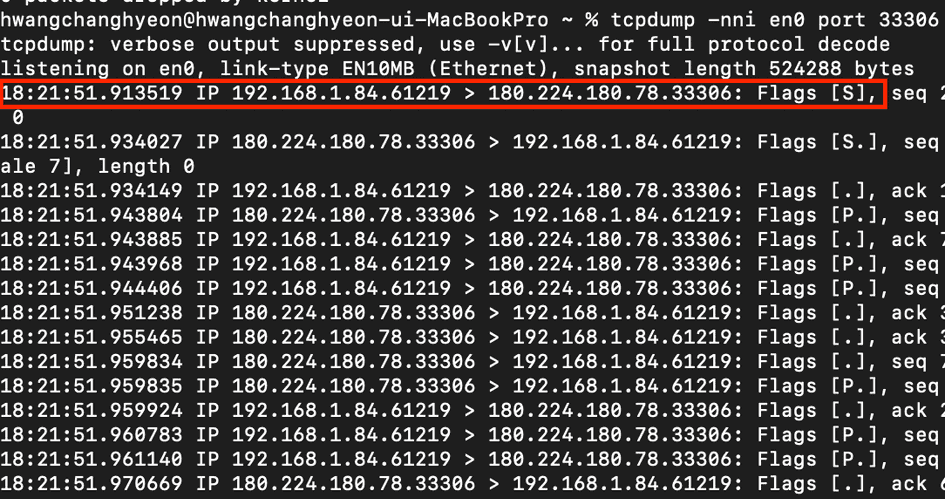 hwangchanghyeon@hwangchanghyeon-ui-MacBookPro ~ % tcpdump -nni en0 port 33306
tcpdump: verbose output suppressed, use -v[v]... for full protocol decode
listening on en0, link-type EN10MB (Ethernet), snapshot length 524288 bytes
18:21:51.913519 IP 192.168.1.84.61219 > 180.224.180.78.33306: Flags [S], seq 2
0
18:21:51.934027 IP 180.224.180.78.33306 > 192.168.1.84.61219: Flags [S.], seq
ale 7], length 0
18:21:51.934149 IP 192.168.1.84.61219 > 180.224.180.78.33306: Flags [.], ack 1
18:21:51.943804 IP 180.224.180.78.33306 > 192.168.1.84.61219: Flags [P.], seq
18:21:51.943885 IP 192.168.1.84.61219 > 180.224.180.78.33306: Flags [.], ack 7
18:21:51.943968 IP 192.168.1.84.61219 > 180.224.180.78.33306: Flags [P.], seq
18:21:51.944406 IP 192.168.1.84.61219 > 180.224.180.78.33306: Flags [P.], seq
18:21:51.951238 IP 180.224.180.78.33306 > 192.168.1.84.61219: Flags [.], ack 3
18:21:51.955465 IP 180.224.180.78.33306 > 192.168.1.84.61219: Flags [.], ack 3
18:21:51.959834 IP 180.224.180.78.33306 > 192.168.1.84.61219: Flags [.], seq 7
18:21:51.959835 IP 180.224.180.78.33306 > 192.168.1.84.61219: Flags [P.], seq
18:21:51.959924 IP 192.168.1.84.61219 > 180.224.180.78.33306: Flags [.], ack 2
18:21:51.960783 IP 192.168.1.84.61219 > 180.224.180.78.33306: Flags [P.], seq
18:21:51.961140 IP 192.168.1.84.61219 > 180.224.180.78.33306: Flags [P.], seq
18:21:51.970669 IP 180.224.180.78.33306 > 192.168.1.84.61219: Flags [.], ack 6